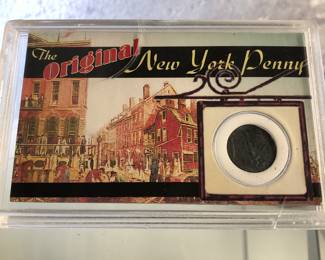 The Original New York Penny